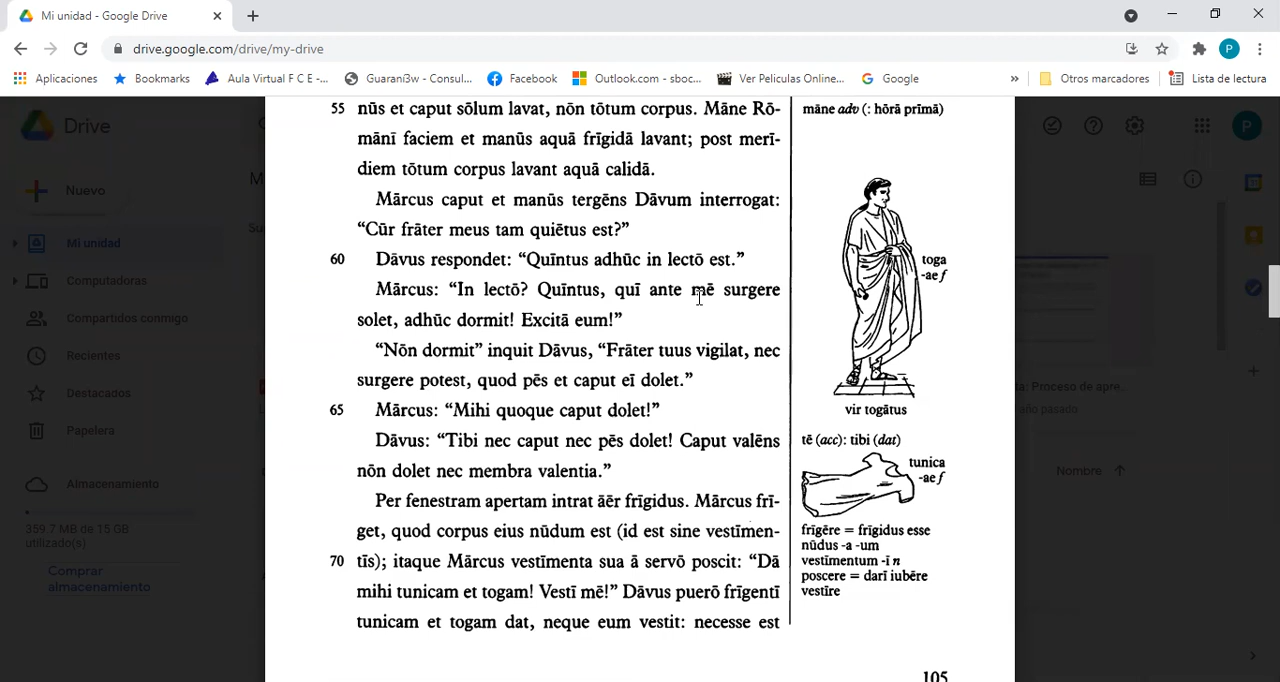 Mi unidad - Google Drive
drive.google.com/drive/my-drive
Aplicaciones Bookmarks Aula Virtual F C E -... Guarani3w - Consul... Facebook Outlook.com - sboc... Ver Peliculas Online... Google » Otros marcadores Lista de lectura
P
Drive
P
Nuevo
Mi unidad
Computadoras
Compartidos conmigo
Recientes
Destacados
Papelera
Almacenamiento
359.7 MB de 15 GB
utilizado(s)
Comprar
almacenamiento
55 nūs et caput sōlum lavat, nōn tōtum corpus. Māne Rō-
mānī faciem et manūs aquā frīgidā lavant; post merī-
diem tōtum corpus lavant aquā calidā.
Mārcus caput et manūs tergēns Dāvum interrogat:
“Cūr frāter meus tam quiētus est?”
60 Dāvus respondet: “Quīntus adhūc in lectō est.”
Mārcus: “In lectō? Quīntus, quī ante mē surgere
solet, adhūc dormit! Excitā eum!”
“Nōn dormit” inquit Dāvus, “Frāter tuus vigilat, nec
surgere potest, quod pēs et caput eī dolet.”
65 Mārcus: “Mihi quoque caput dolet!”
Dāvus: “Tibi nec caput nec pēs dolet! Caput valēns
nōn dolet nec membra valentia.”
Per fenestram apertam intrat āēr frīgidus. Mārcus frī-
get, quod corpus eius nūdum est (id est sine vestīmen-
70 tīs); itaque Mārcus vestīmenta sua ā servō poscit: “Dā
mihi tunicam et togam! Vestī mē!” Dāvus puerō frīgentī
tunicam et togam dat, neque eum vestit: necesse est
māne adv (: hōrā prīmā)
toga
-ae f
vir togātus
tē (acc): tibi (dat)
tunica
-ae f
frīgēre = frīgidus esse
nūdus -a -um
vestīmentum -ī n
poscere = darī iubēre
vestīre
105
ta: Proceso de apre...
año pasado
Nombre